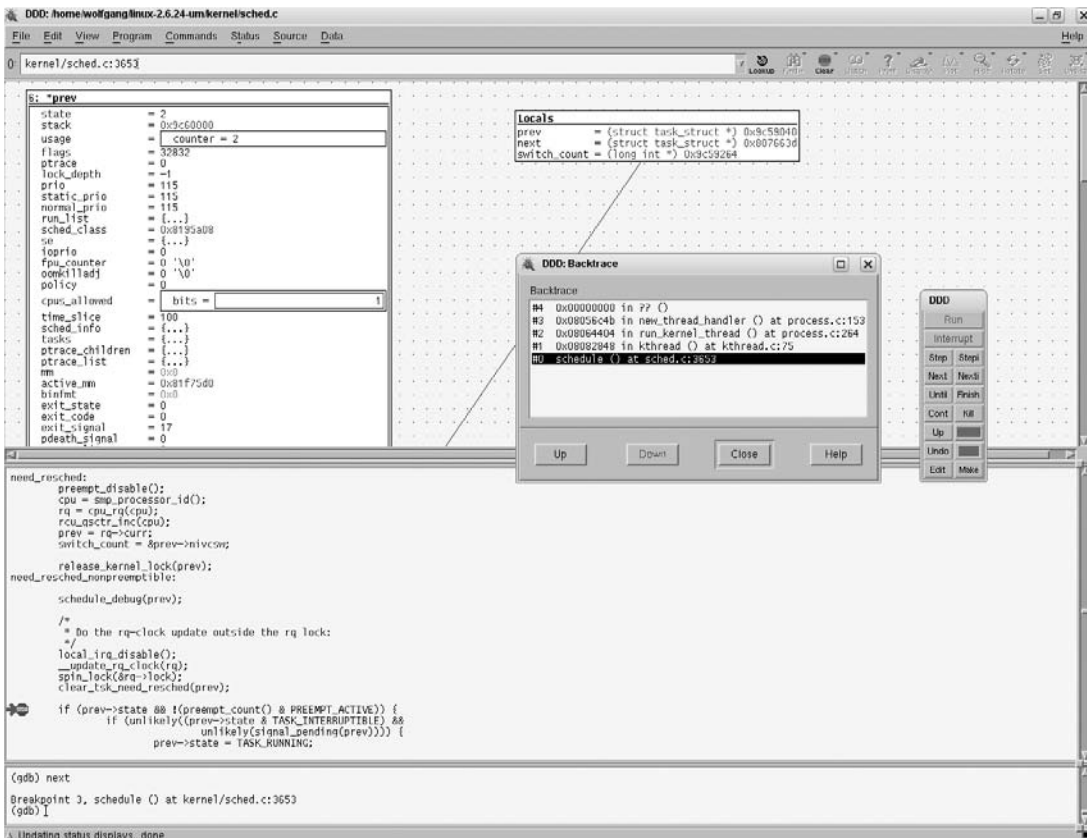 DDD: /home/wolfgang/linux-2.6.24-um/kernel/sched.c
File Edit View Program Commands Status Source Data Help
kernel/sched.c:3653
Lookup Clear
6: *prev
state = 2
stack = 0x9c60000
usage = counter = 2
flags = 32832
ptrace = 0
lock_depth = -1
prio = 115
static_prio = 115
normal_prio = 115
run_list = {...}
sched_class = 0x8195a08
se = {...}
ioprio = 0
fpu_counter = 0 '\0'
oomkilladj = 0 '\0'
policy = 0
cpus_allowed = bits = 1
time_slice = 100
sched_info = {...}
tasks = {...}
ptrace_children = {...}
ptrace_list = {...}
mm = 0x0
active_mm = 0x81f75d0
binfmt = 0x0
exit_state = 0
exit_code = 0
exit_signal = 17
pdeath_signal = 0
Locals
prev = (struct task_struct *) 0x9c59040
next = (struct task_struct *) 0x807663d
switch_count = (long int *) 0x9c59264
DDD: Backtrace
Backtrace
#4 0x00000000 in ?? ()
#3 0x08056c4b in new_thread_handler () at process.c:153
#2 0x08064404 in run_kernel_thread () at process.c:264
#1 0x08082848 in kthread () at kthread.c:75
#0 schedule () at sched.c:3653
Up Down Close Help
DDD
Run
Interrupt
Step Stepi
Next Nexti
Until Finish
Cont Kill
Up
Undo
Edit Make
need_resched:
preempt_disable();
cpu = smp_processor_id();
rq = cpu_rq(cpu);
rcu_qsctr_inc(cpu);
prev = rq->curr;
switch_count = &prev->nivcsw;
release_kernel_lock(prev);
need_resched_nonpreemptible:
schedule_debug(prev);
/*
* Do the rq-clock update outside the rq lock:
*/
local_irq_disable();
__update_rq_clock(rq);
spin_lock(&rq->lock);
clear_tsk_need_resched(prev);
if (prev->state && !(preempt_count() & PREEMPT_ACTIVE)) {
if (unlikely((prev->state & TASK_INTERRUPTIBLE) &&
unlikely(signal_pending(prev)))) {
prev->state = TASK_RUNNING;
(gdb) next
Breakpoint 3, schedule () at kernel/sched.c:3653
(gdb)
Updating status displays...done.